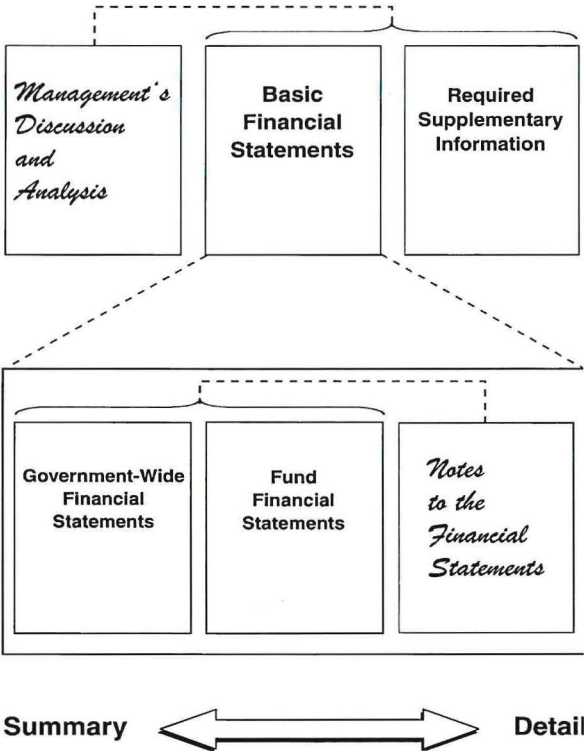 Management's
Discussion
and
Analysis
Basic
Financial
Statements
Required
Supplementary
Information
Government-Wide
Financial
Statements
Fund
Financial
Statements
Notes
to the
Financial
Statements
Summary
Detail